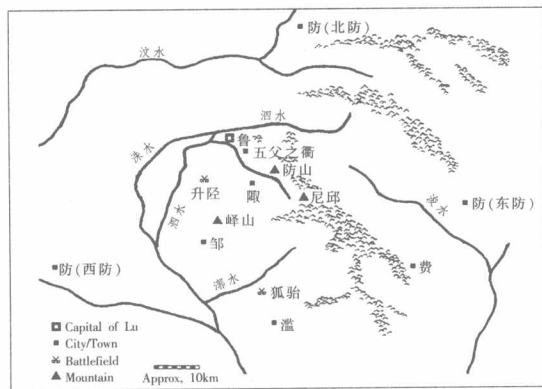 防(北防)
汶水
泗水
鲁
五父之衢
洙水
防山
升陉
陬
尼邱
防(东防)
泗水
峄山
邹
防(西防)
费
漷水
狐骀
滥
Capital of Lu
City/Town
Battlefield
Mountain
Approx, 10km